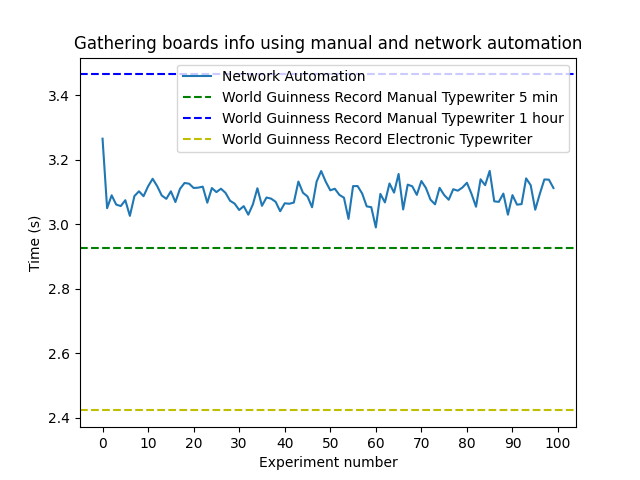 Gathering boards info using manual and network automation
Network Automation
World Guinness Record Manual Typewriter 5 min
World Guinness Record Manual Typewriter 1 hour
World Guinness Record Electronic Typewriter
Time (s)
3.4
3.2
3.0
2.8
2.6
2.4
0 10 20 30 40 50 60 70 80 90 100
Experiment number